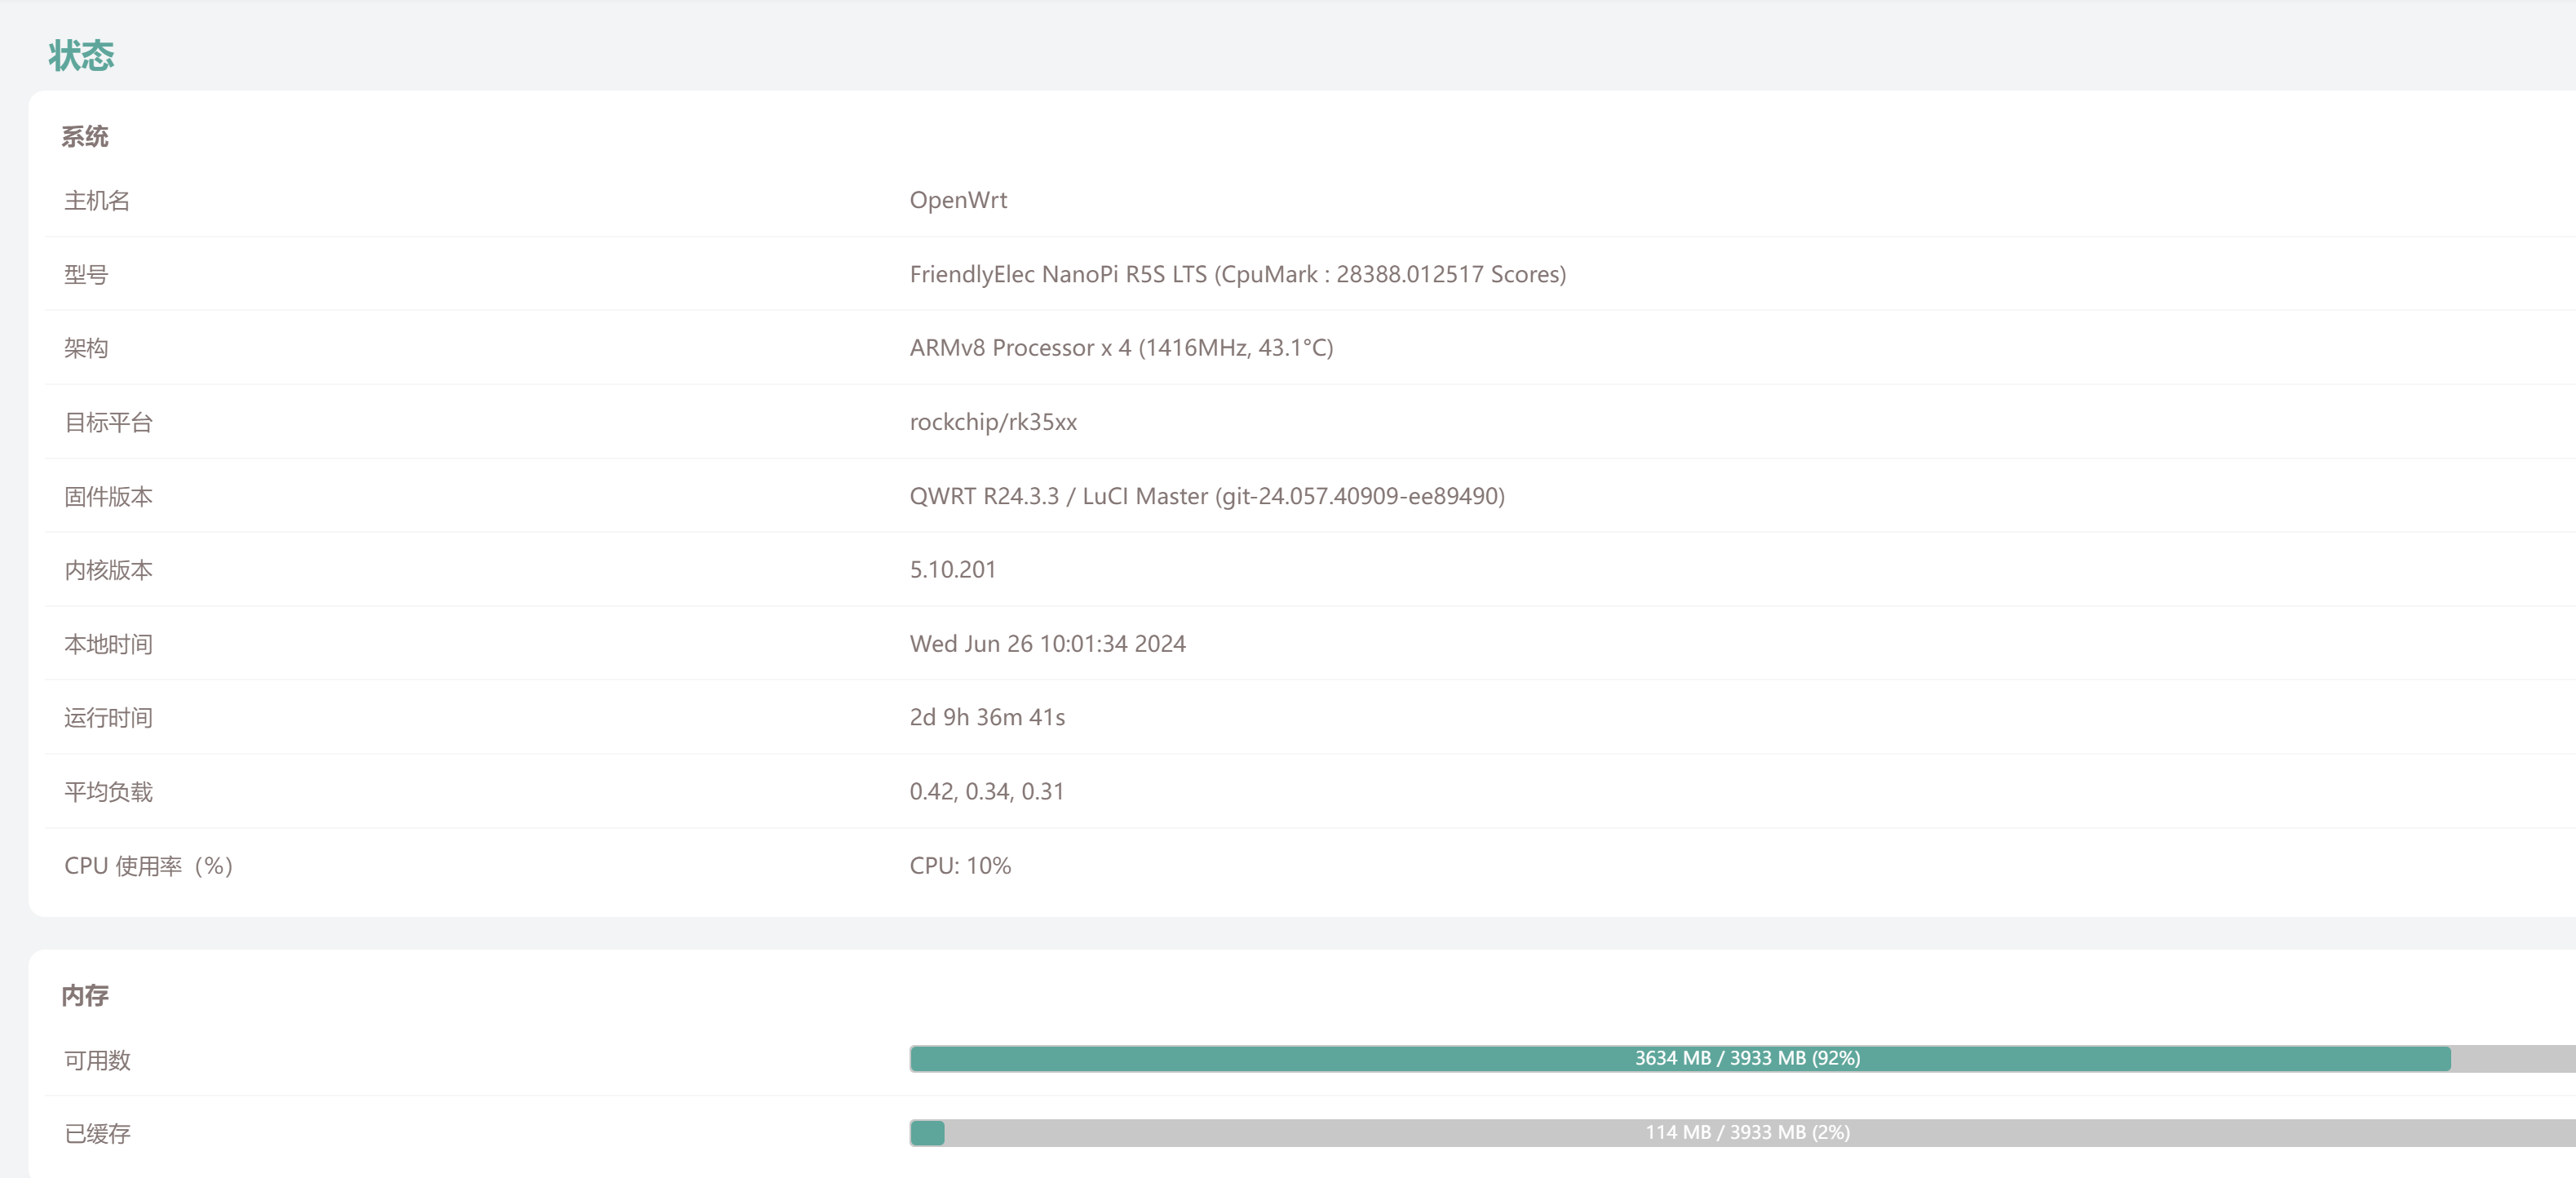 状态
系统
主机名 OpenWrt
型号 FriendlyElec NanoPi R5S LTS (CpuMark : 28388.012517 Scores)
架构 ARMv8 Processor x 4 (1416MHz, 43.1°C)
目标平台 rockchip/rk35xx
固件版本 QWRT R24.3.3 / LuCI Master (git-24.057.40909-ee89490)
内核版本 5.10.201
本地时间 Wed Jun 26 10:01:34 2024
运行时间 2d 9h 36m 41s
平均负载 0.42, 0.34, 0.31
CPU 使用率（%） CPU: 10%
内存
可用数 3634 MB / 3933 MB (92%)
已缓存 114 MB / 3933 MB (2%)